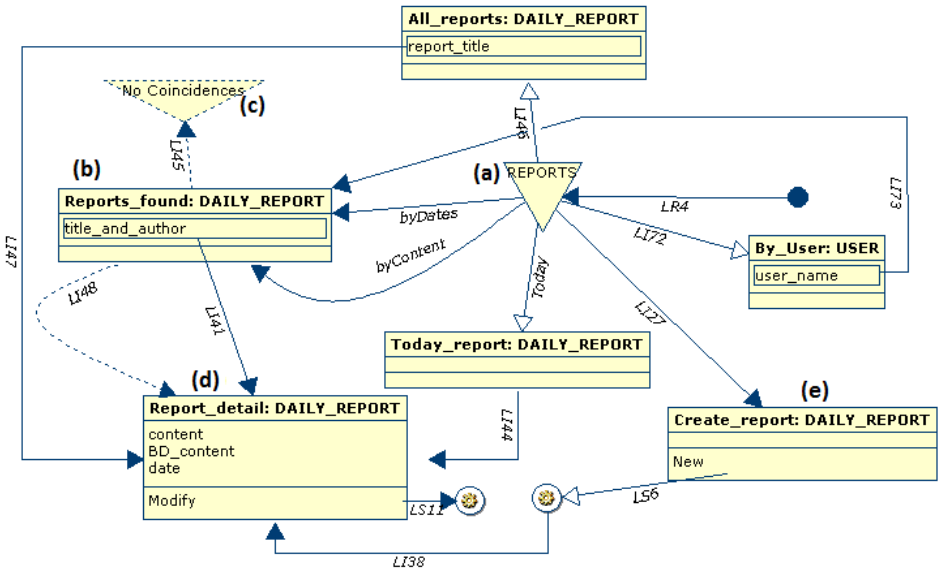 All_reports: DAILY_REPORT
report_title
No Coincidences
(c)
LI46
LI45
(b)
(a)
REPORTS
LI73
Reports_found: DAILY_REPORT
title_and_author
byDates
LR4
LI72
LI47
byContent
By_User: USER
user_name
LI48
Today
LI41
LI27
Today_report: DAILY_REPORT
(d)
(e)
Report_detail: DAILY_REPORT
content
BD_content
date
Modify
LI44
Create_report: DAILY_REPORT
New
LS11
LS6
LI38